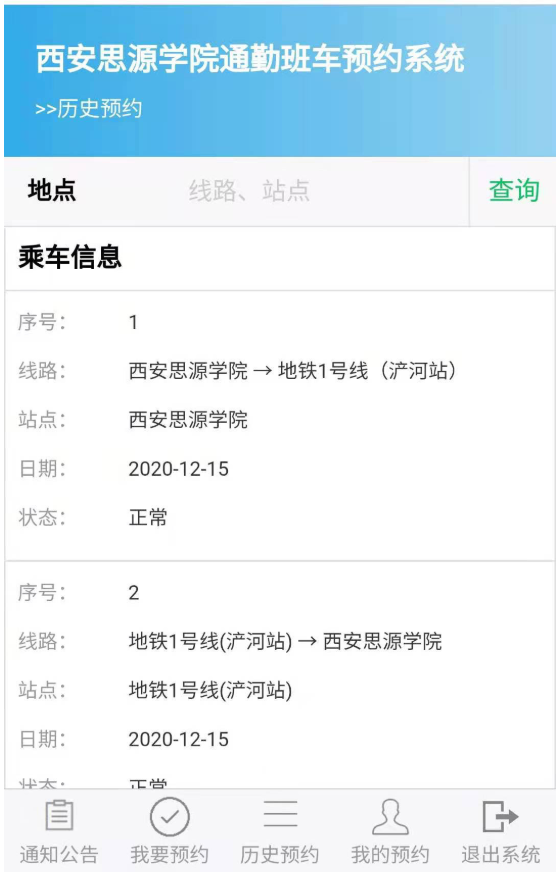 西安思源学院通勤班车预约系统
>>历史预约
地点 线路、站点 查询
乘车信息
序号： 1
线路： 西安思源学院→地铁1号线（浐河站）
站点： 西安思源学院
日期： 2020-12-15
状态： 正常
序号： 2
线路： 地铁1号线(浐河站)→西安思源学院
站点： 地铁1号线(浐河站)
日期： 2020-12-15
状态： 正常
通知公告 我要预约 历史预约 我的预约 退出系统